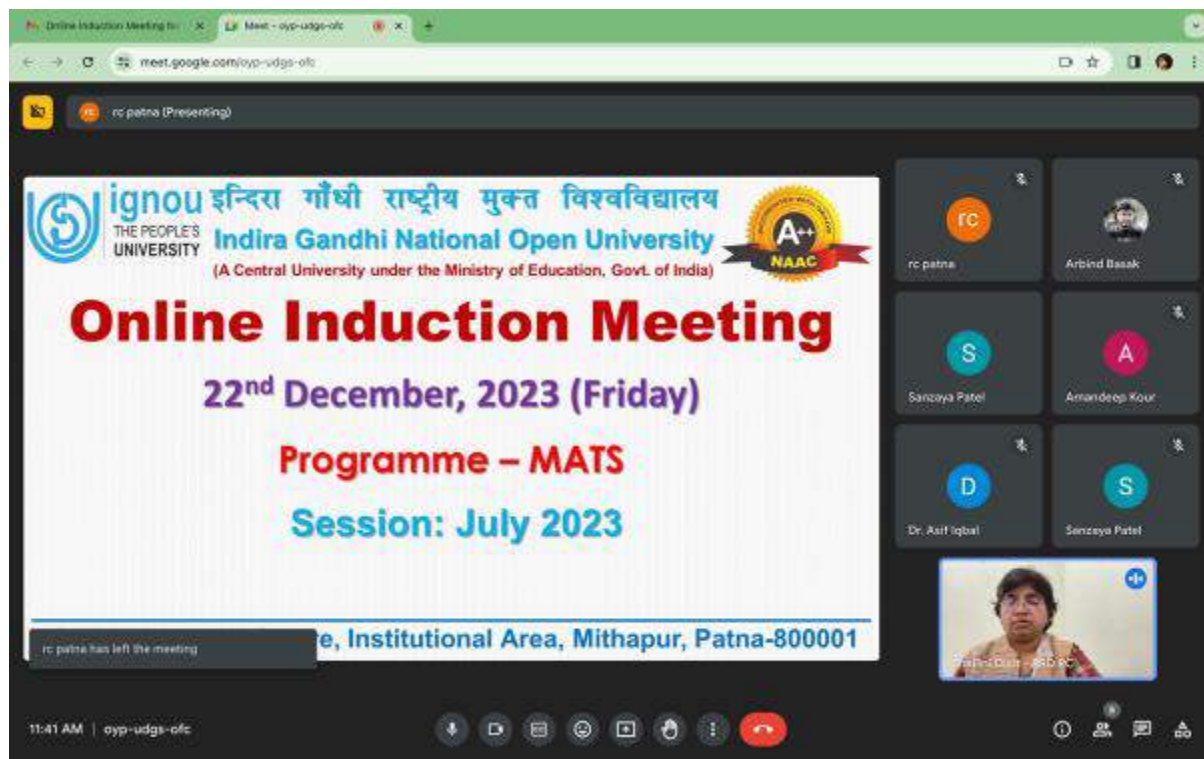 Online Induction Meeting
Meet - oyp-udgs-ofc
meet.google.com/oyp-udgs-ofc
rc
rc patna (Presenting)
ignou
THE PEOPLE'S
UNIVERSITY
इन्दिरा गाँधी राष्ट्रीय मुक्त विश्वविद्यालय
Indira Gandhi National Open University
(A Central University under the Ministry of Education, Govt. of India)
A++
NAAC
Online Induction Meeting
22nd December, 2023 (Friday)
Programme – MATS
Session: July 2023
e, Institutional Area, Mithapur, Patna-800001
rc patna has left the meeting
rc
rc patna
Arbind Basak
S
Sanzaya Patel
A
Amandeep Kour
D
Dr. Asif Iqbal
S
Sanzaya Patel
11:41 AM | oyp-udgs-ofc